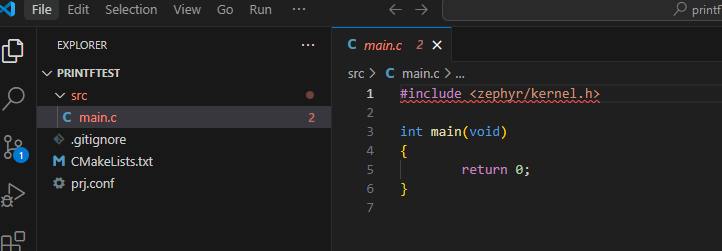 File Edit Selection View Go Run ... printf
EXPLORER ...
PRINTFTEST
src
C main.c 2
.gitignore
M CMakeLists.txt
prj.conf
1
C main.c 2 ×
src > C main.c > ...
1 #include <zephyr/kernel.h>
2
3 int main(void)
4 {
5 return 0;
6 }
7